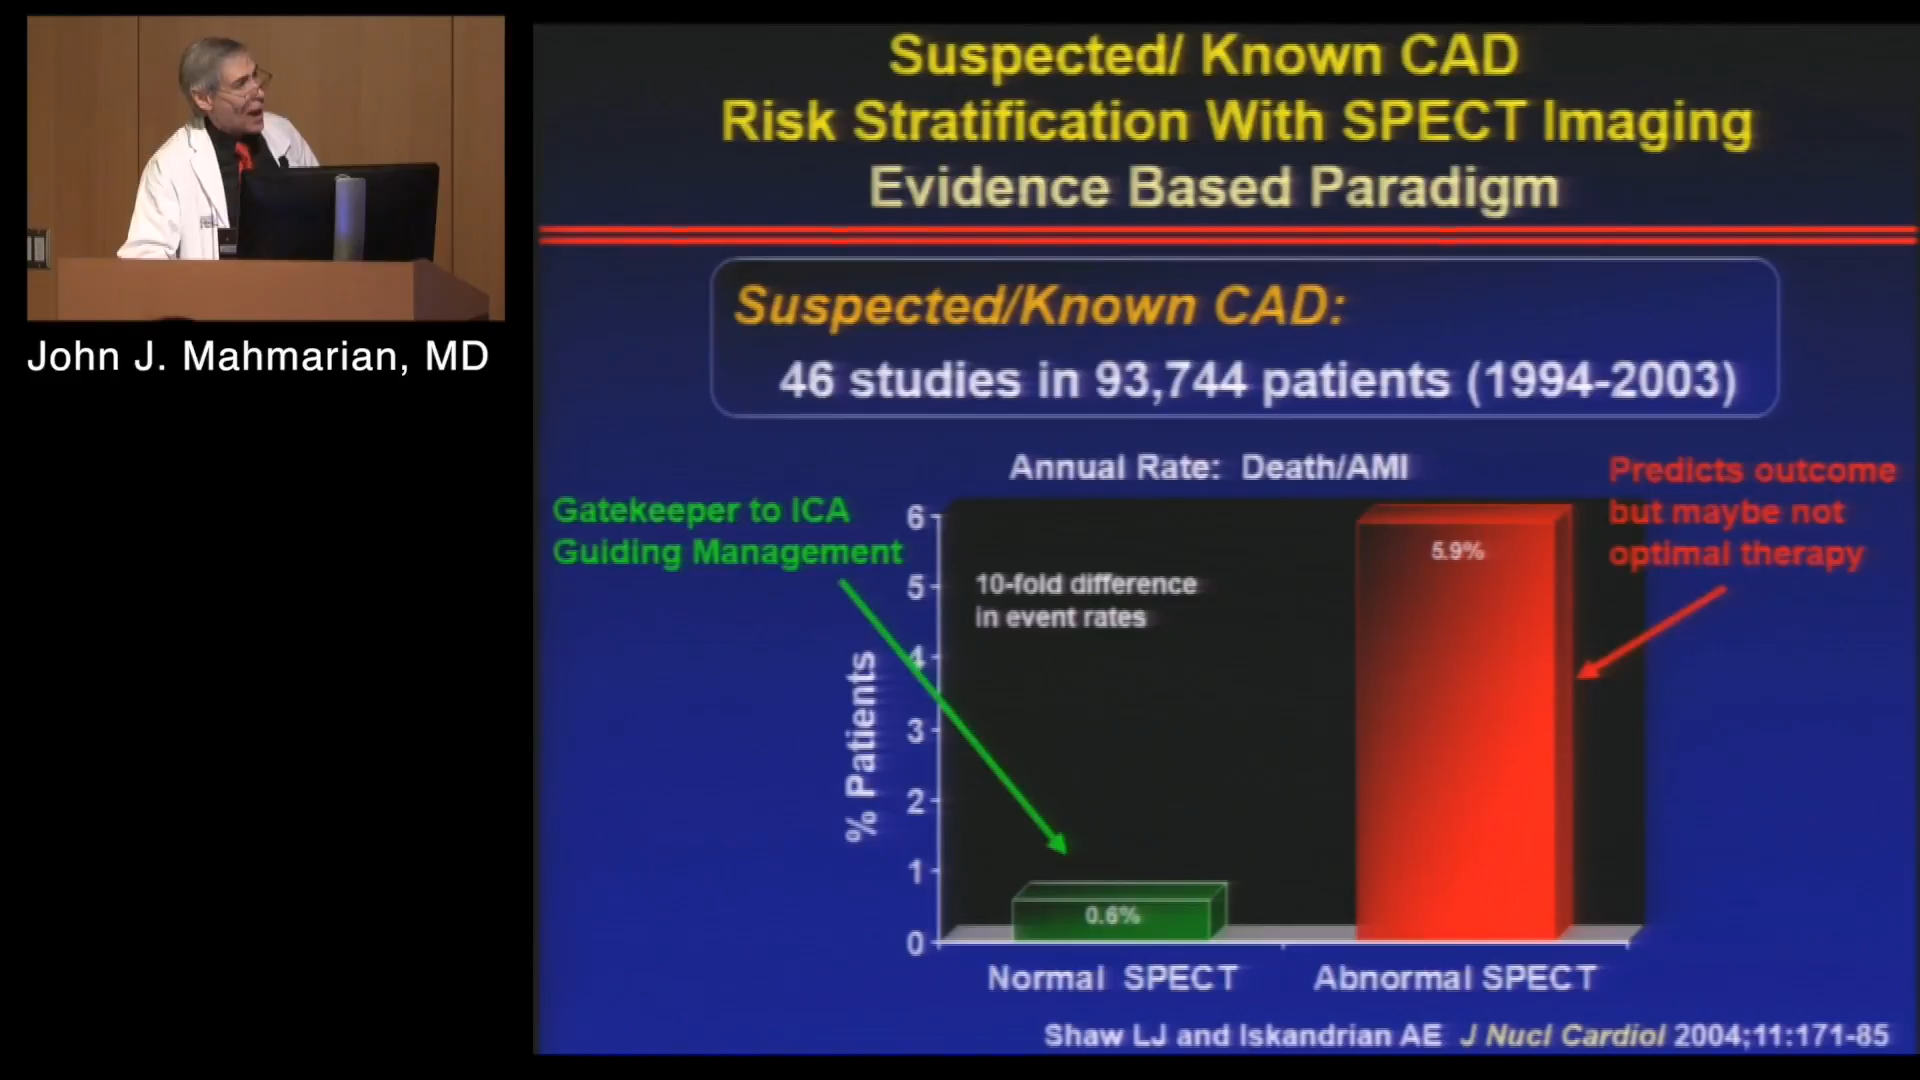 John J. Mahmarian, MD
Suspected/ Known CAD
Risk Stratification With SPECT Imaging
Evidence Based Paradigm
Suspected/Known CAD:
46 studies in 93,744 patients (1994-2003)
Annual Rate: Death/AMI
Gatekeeper to ICA
Guiding Management
Predicts outcome
but maybe not
optimal therapy
10-fold difference
in event rates
% Patients
6
5
4
3
2
1
0
5.9%
0.6%
Normal SPECT
Abnormal SPECT
Shaw LJ and Iskandrian AE J Nucl Cardiol 2004;11:171-85